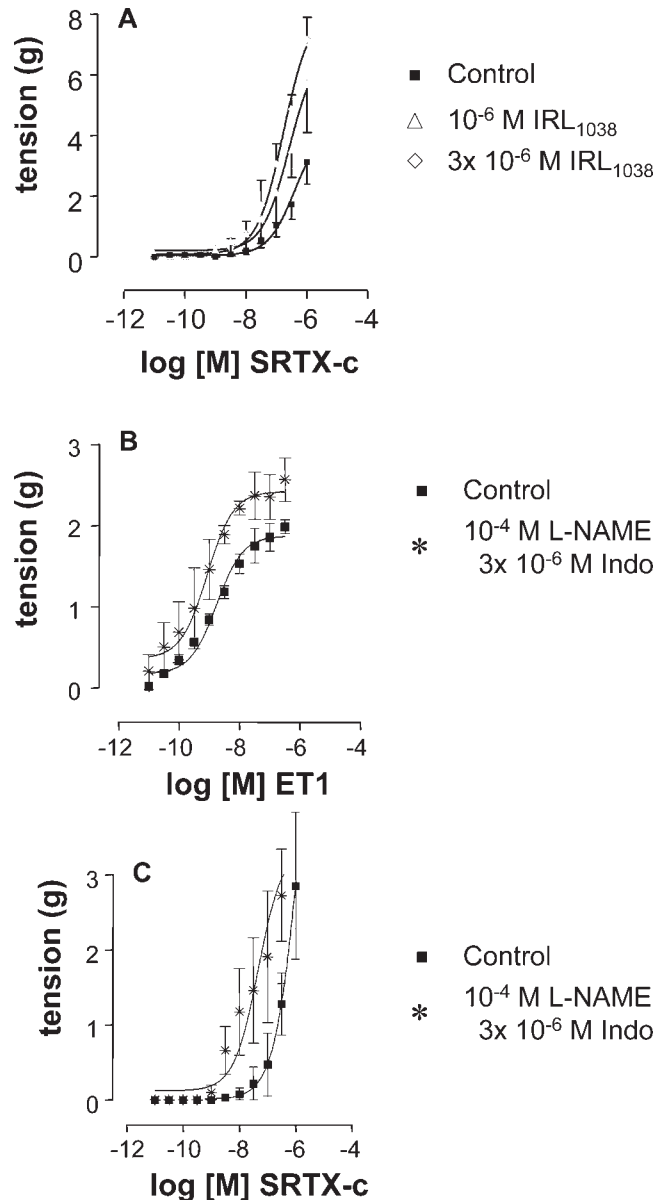 A
tension (g)
8
6
4
2
0
-12 -10 -8 -6 -4
log [M] SRTX-c
Control
10-6 M IRL1038
3x 10-6 M IRL1038
B
tension (g)
3
2
1
0
-12 -10 -8 -6 -4
log [M] ET1
Control
10-4 M L-NAME
3x 10-6 M Indo
C
tension (g)
3
2
1
0
-12 -10 -8 -6 -4
log [M] SRTX-c
Control
10-4 M L-NAME
3x 10-6 M Indo